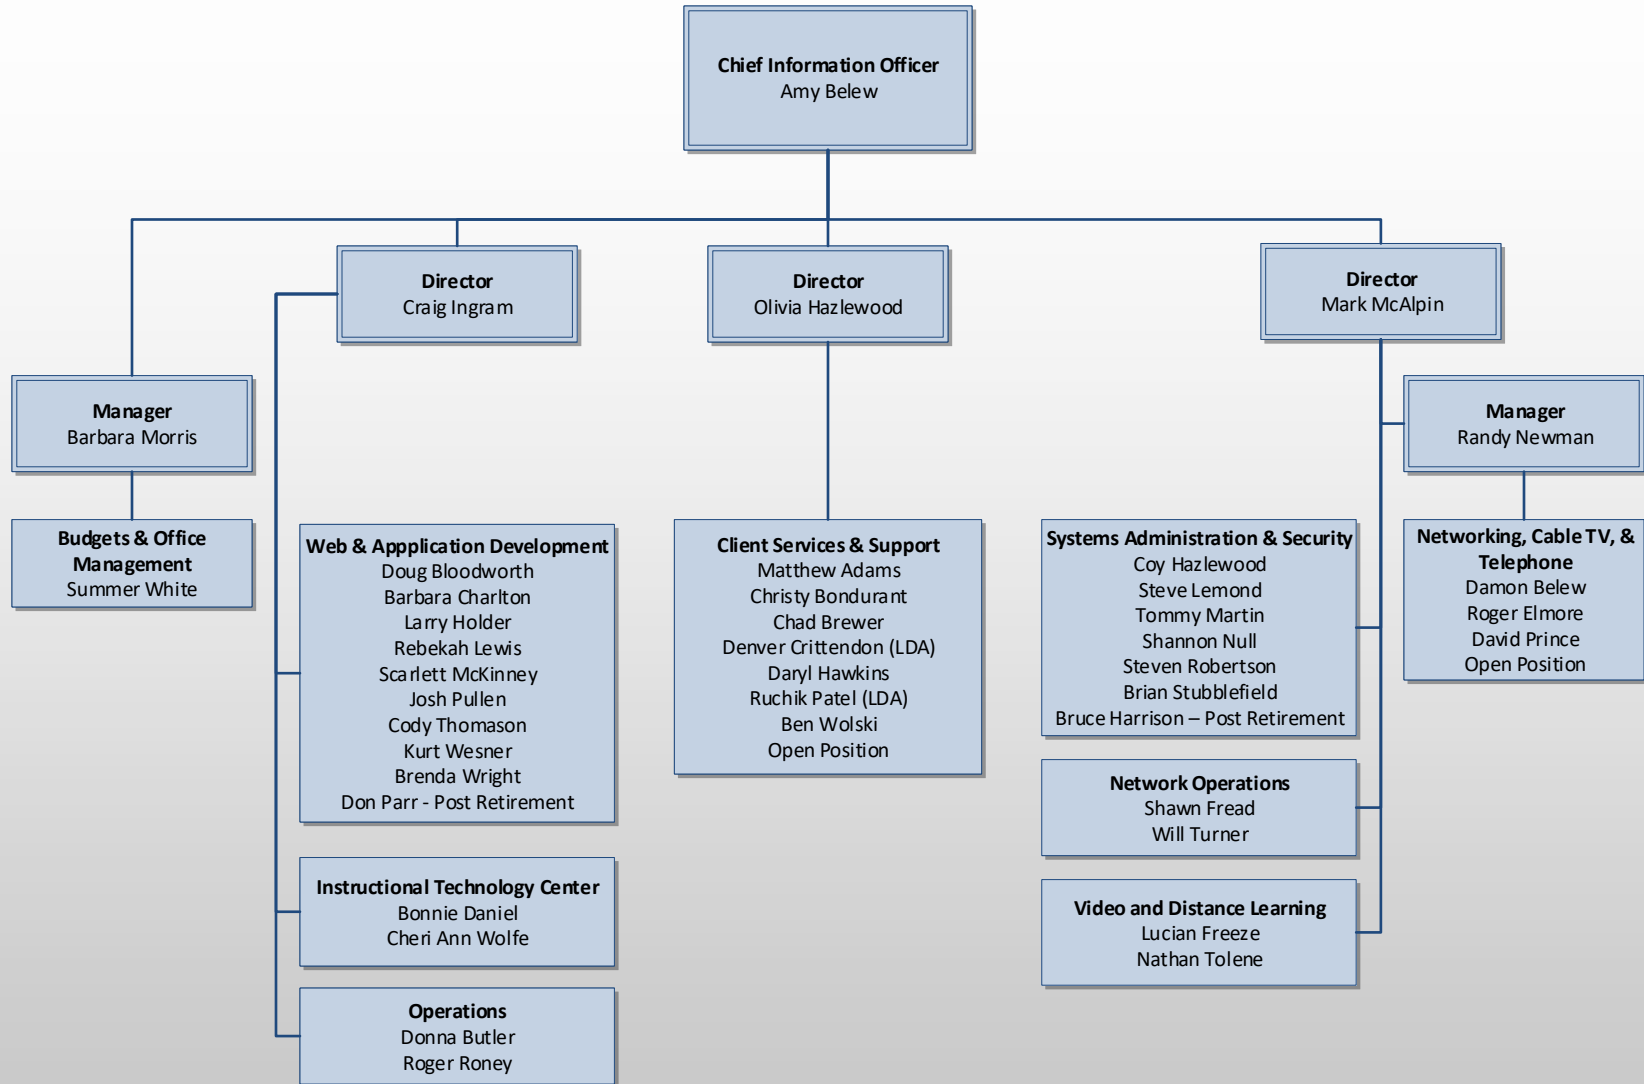 Chief Information Officer
Amy Belew
Director
Craig Ingram
Director
Olivia Hazlewood
Director
Mark McAlpin
Manager
Barbara Morris
Manager
Randy Newman
Budgets & Office
Management
Summer White
Web & Appplication Development
Doug Bloodworth
Barbara Charlton
Larry Holder
Rebekah Lewis
Scarlett McKinney
Josh Pullen
Cody Thomason
Kurt Wesner
Brenda Wright
Don Parr - Post Retirement
Client Services & Support
Matthew Adams
Christy Bondurant
Chad Brewer
Denver Crittendon (LDA)
Daryl Hawkins
Ruchik Patel (LDA)
Ben Wolski
Open Position
Systems Administration & Security
Coy Hazlewood
Steve Lemond
Tommy Martin
Shannon Null
Steven Robertson
Brian Stubblefield
Bruce Harrison – Post Retirement
Networking, Cable TV, &
Telephone
Damon Belew
Roger Elmore
David Prince
Open Position
Network Operations
Shawn Fread
Will Turner
Instructional Technology Center
Bonnie Daniel
Cheri Ann Wolfe
Video and Distance Learning
Lucian Freeze
Nathan Tolene
Operations
Donna Butler
Roger Roney